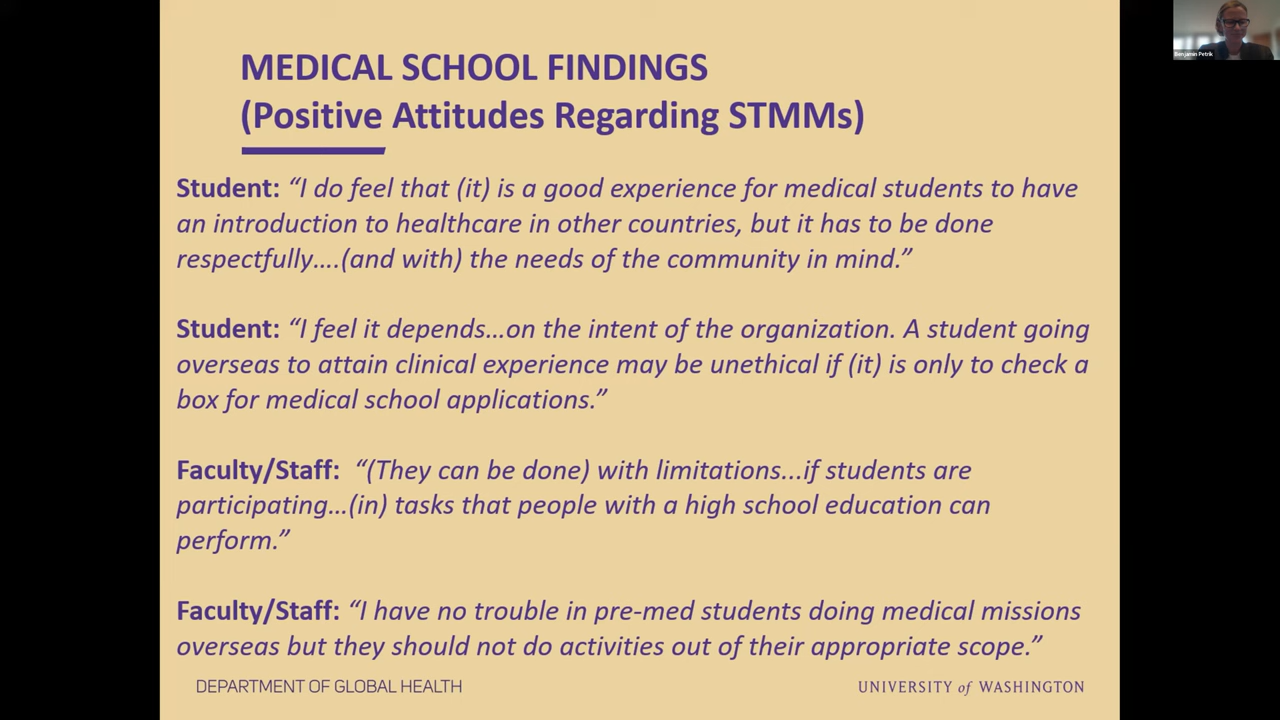 MEDICAL SCHOOL FINDINGS
(Positive Attitudes Regarding STMMs)
Student: “I do feel that (it) is a good experience for medical students to have
an introduction to healthcare in other countries, but it has to be done
respectfully….(and with) the needs of the community in mind.”
Student: “I feel it depends…on the intent of the organization. A student going
overseas to attain clinical experience may be unethical if (it) is only to check a
box for medical school applications.”
Faculty/Staff:  “(They can be done) with limitations...if students are
participating…(in) tasks that people with a high school education can
perform.”
Faculty/Staff: “I have no trouble in pre-med students doing medical missions
overseas but they should not do activities out of their appropriate scope.”
DEPARTMENT OF GLOBAL HEALTH
UNIVERSITY of WASHINGTON
Benjamin Petrik